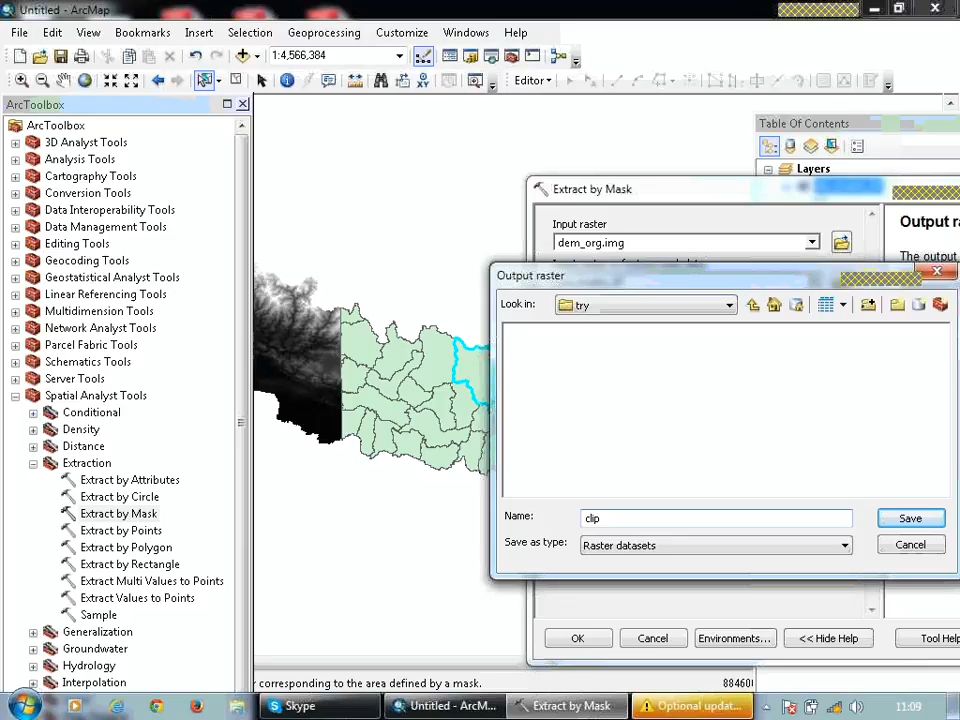 Untitled - ArcMap
File Edit View Bookmarks Insert Selection Geoprocessing Customize Windows Help
1:4,566,384
Editor
ArcToolbox
ArcToolbox
3D Analyst Tools
Analysis Tools
Cartography Tools
Conversion Tools
Data Interoperability Tools
Data Management Tools
Editing Tools
Geocoding Tools
Geostatistical Analyst Tools
Linear Referencing Tools
Multidimension Tools
Network Analyst Tools
Parcel Fabric Tools
Schematics Tools
Server Tools
Spatial Analyst Tools
Conditional
Density
Distance
Extraction
Extract by Attributes
Extract by Circle
Extract by Mask
Extract by Points
Extract by Polygon
Extract by Rectangle
Extract Multi Values to Points
Extract Values to Points
Sample
Generalization
Groundwater
Hydrology
Interpolation
Table Of Contents
Layers
Extract by Mask
Input raster
dem_org.img
Output ra
The output
Output raster
Look in: try
Name: clip
Save
Save as type: Raster datasets
Cancel
OK Cancel Environments... << Hide Help Tool Help
corresponding to the area defined by a mask.
88460
Skype
Untitled - ArcM...
Extract by Mask
Optional updat...
11:09